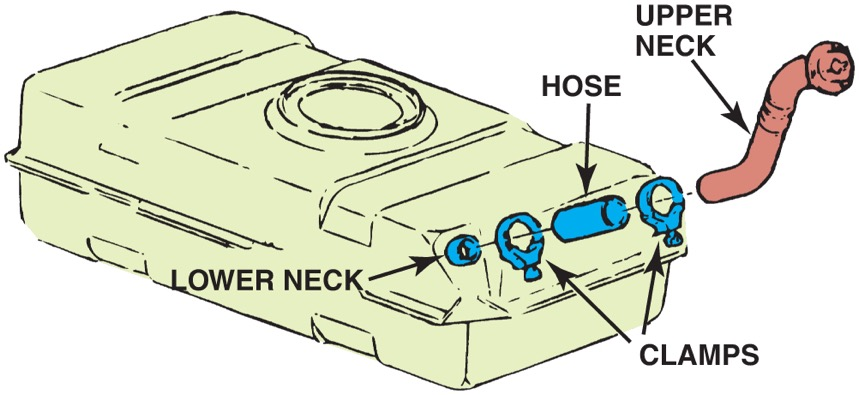 UPPER
NECK
HOSE
LOWER NECK
CLAMPS